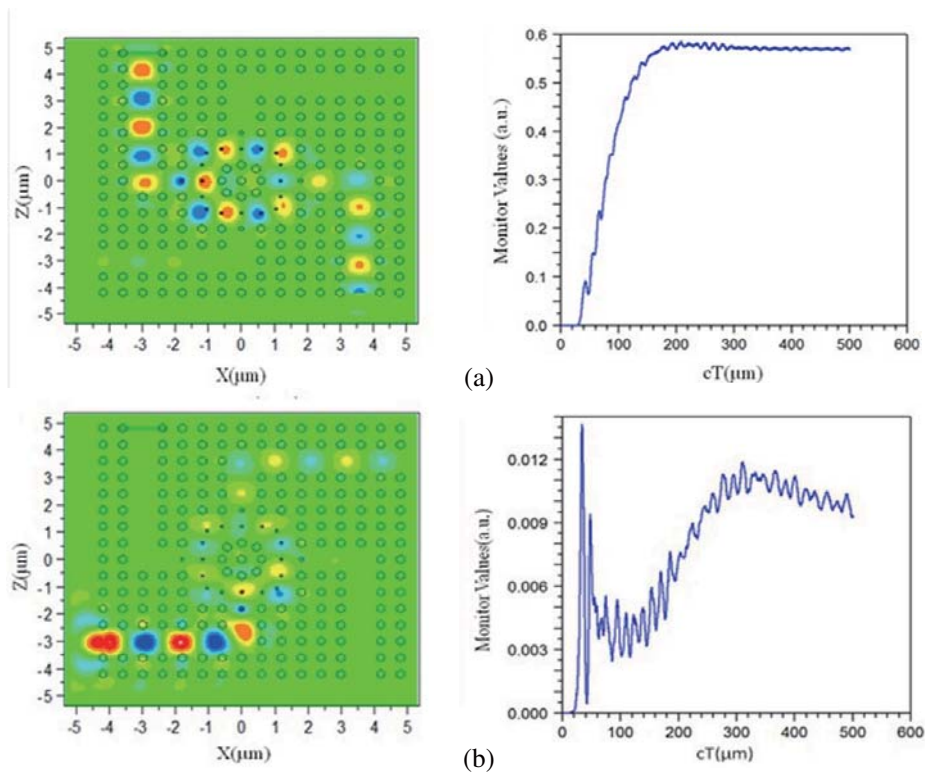 5
4
3
2
1
0
-1
-2
-3
-4
-5
Z(μm)
-5 -4 -3 -2 -1 0 1 2 3 4 5
X(μm)
0.6
0.5
0.4
0.3
0.2
0.1
0.0
Monitor Values (a.u.)
0 100 200 300 400 500 600
cT(μm)
(a)
5
4
3
2
1
0
-1
-2
-3
-4
-5
Z(μm)
-5 -4 -3 -2 -1 0 1 2 3 4 5
X(μm)
0.012
0.009
0.006
0.003
0.000
Monitor Values(a.u.)
0 100 200 300 400 500 600
cT(μm)
(b)